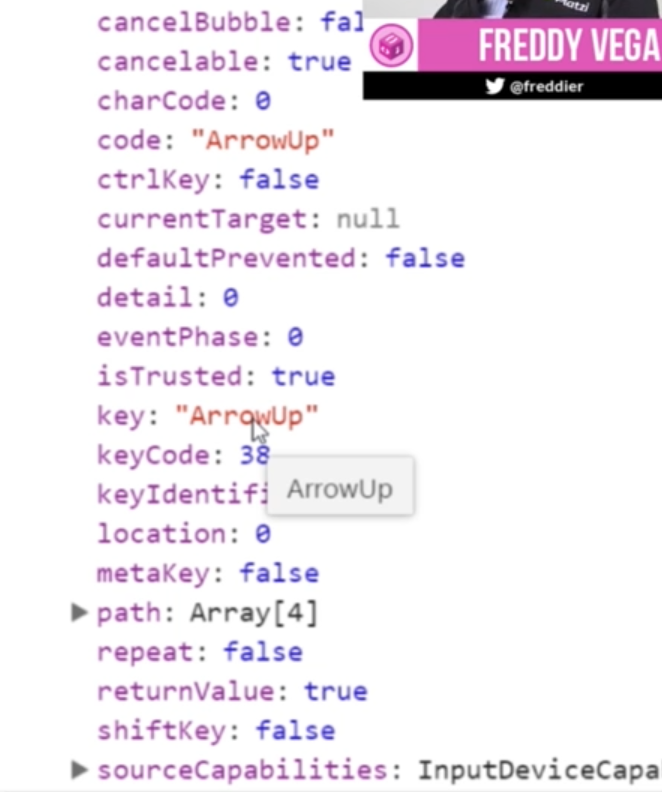 cancelBubble: fal
cancelable: true
charCode: 0
code: "ArrowUp"
ctrlKey: false
currentTarget: null
defaultPrevented: false
detail: 0
eventPhase: 0
isTrusted: true
key: "ArrowUp"
keyCode: 38
keyIdentifi
ArrowUp
location: 0
metaKey: false
path: Array[4]
repeat: false
returnValue: true
shiftKey: false
sourceCapabilities: InputDeviceCapa
Matzi
FREDDY VEGA
@freddier